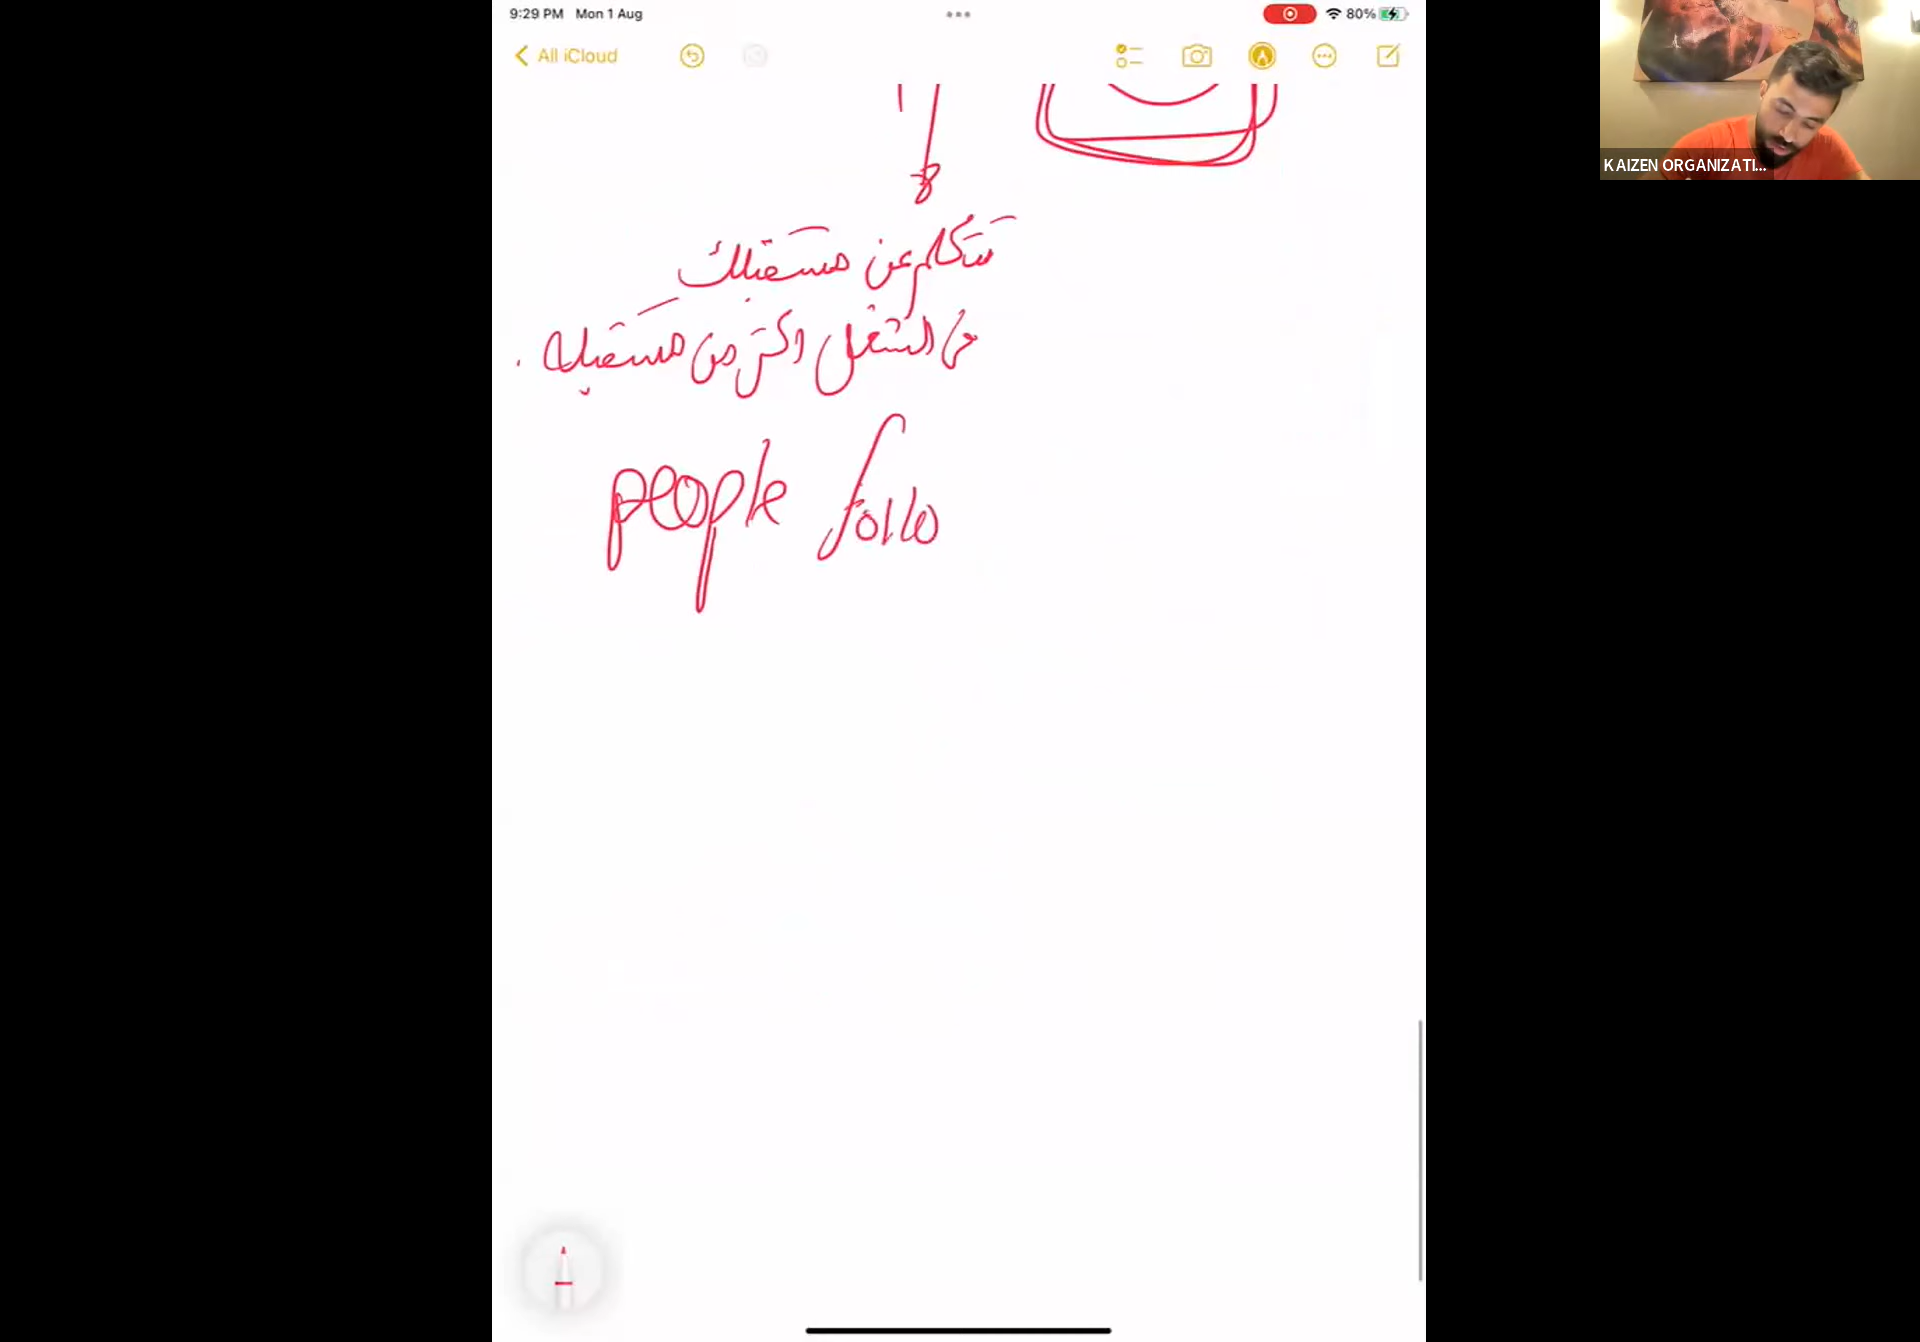 9:29 PM Mon 1 Aug
80%
All iCloud
KAIZEN ORGANIZATI...
تتكلم عن مستقبلك
عن الشغل اكتر من مستقبله .
people follo